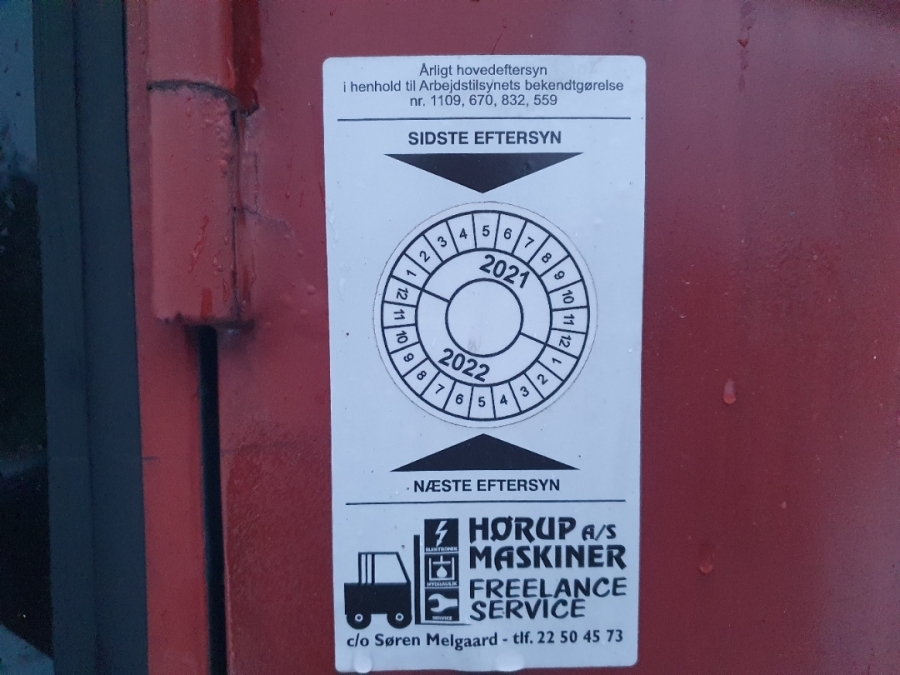 Årligt hovedeftersyn
i henhold til Arbejdstilsynets bekendtgørelse
nr. 1109, 670, 832, 559
SIDSTE EFTERSYN
1 2 3 4 5 6 7 8 9 10 11 12
2021
2022
1 2 3 4 5 6 7 8 9 10 11 12
NÆSTE EFTERSYN
HØRUP A/S
MASKINER
FREELANCE
SERVICE
HYDRAULIK
SERVICE
c/o Søren Melgaard - tlf. 22 50 45 73